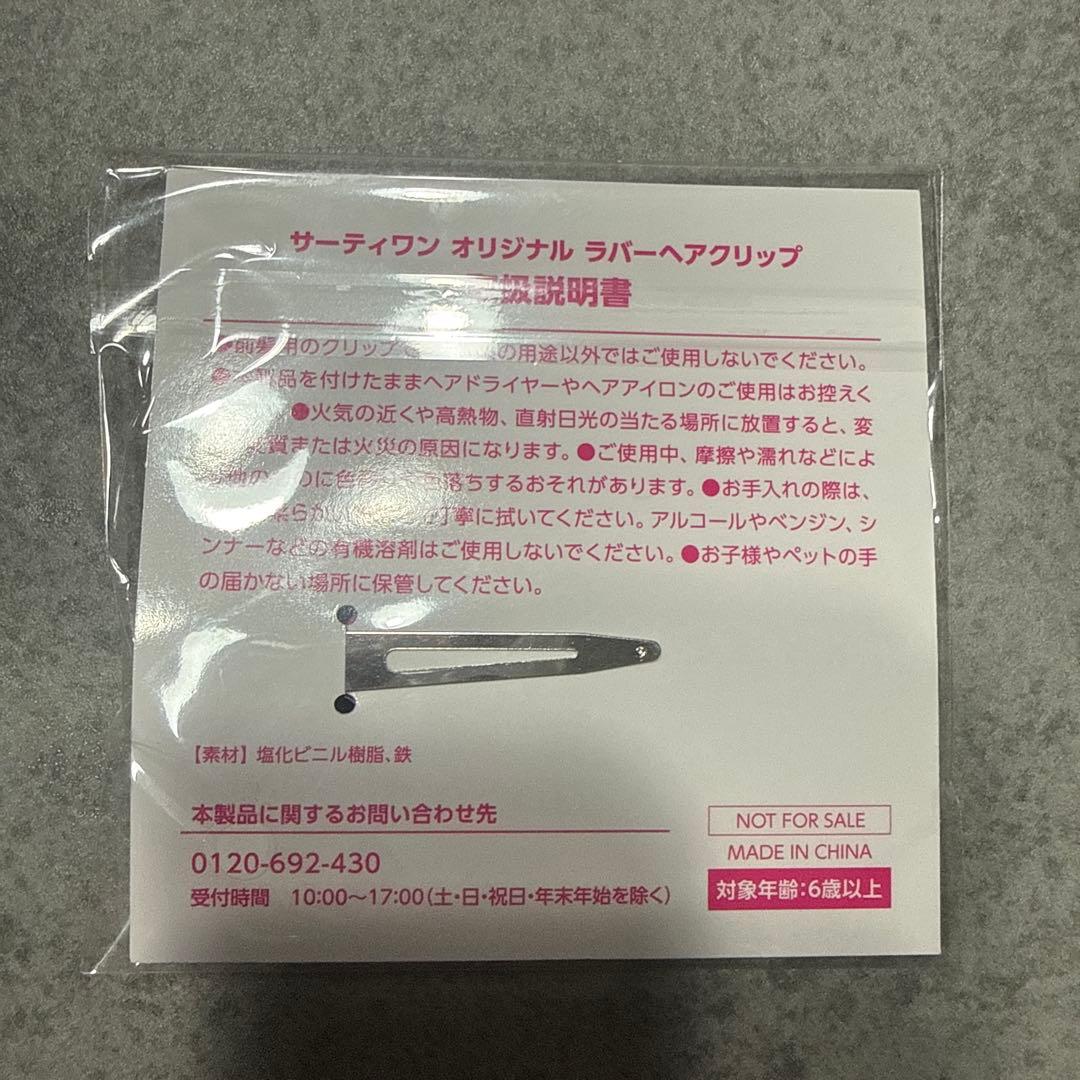 サーティワン オリジナル ラバーヘアクリップ
扱説明書
用のクリップ の用途以外ではご使用しないでください。
製品を付けたままヘアドライヤーやヘアアイロンのご使用はお控えく
●火気の近くや高熱物、直射日光の当たる場所に放置すると、変
質または火災の原因になります。●ご使用中、摩擦や濡れなどによ
に色 落ちするおそれがあります。●お手入れの際は、
柔らか 丁寧に拭いてください。アルコールやベンジン、シ
ンナーなどの有機溶剤はご使用しないでください。●お子様やペットの手
の届かない場所に保管してください。
【素材】塩化ビニル樹脂、鉄
本製品に関するお問い合わせ先
0120-692-430
受付時間 10:00〜17:00(土・日・祝日・年末年始を除く)
NOT FOR SALE
MADE IN CHINA
対象年齢:6歳以上